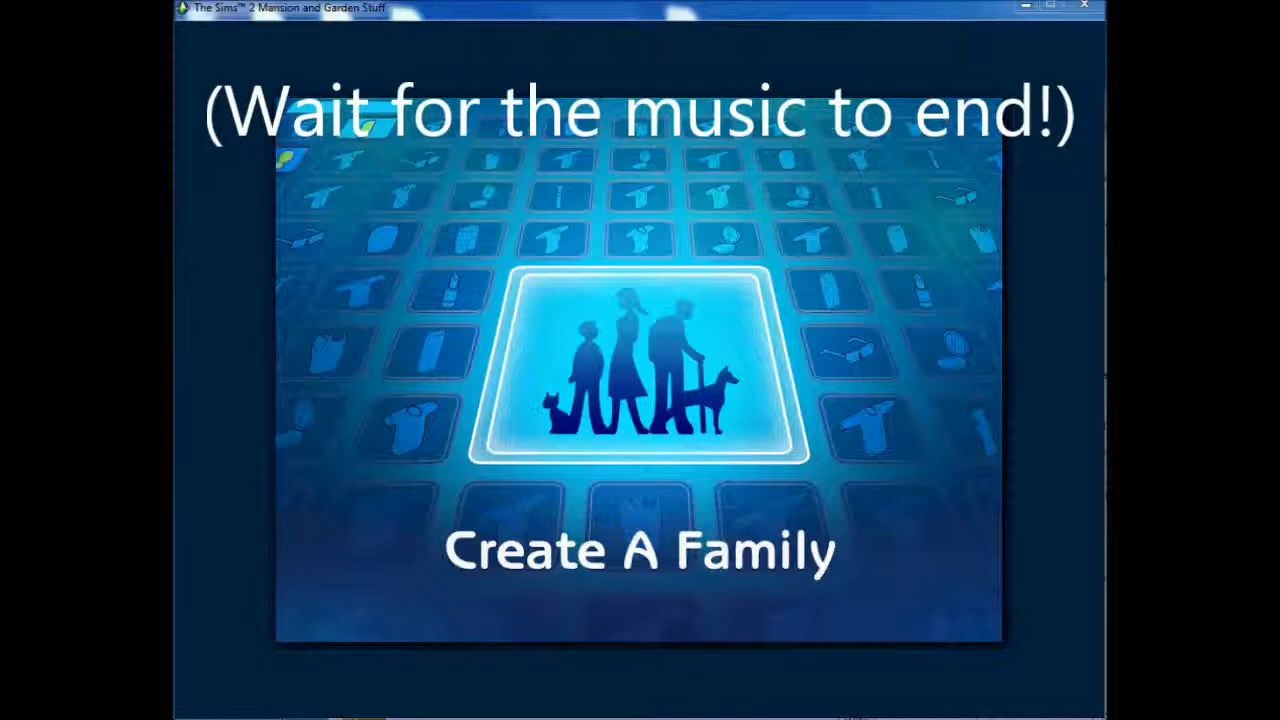 The Sims™ 2 Mansion and Garden Stuff
(Wait for the music to end!)
Create A Family